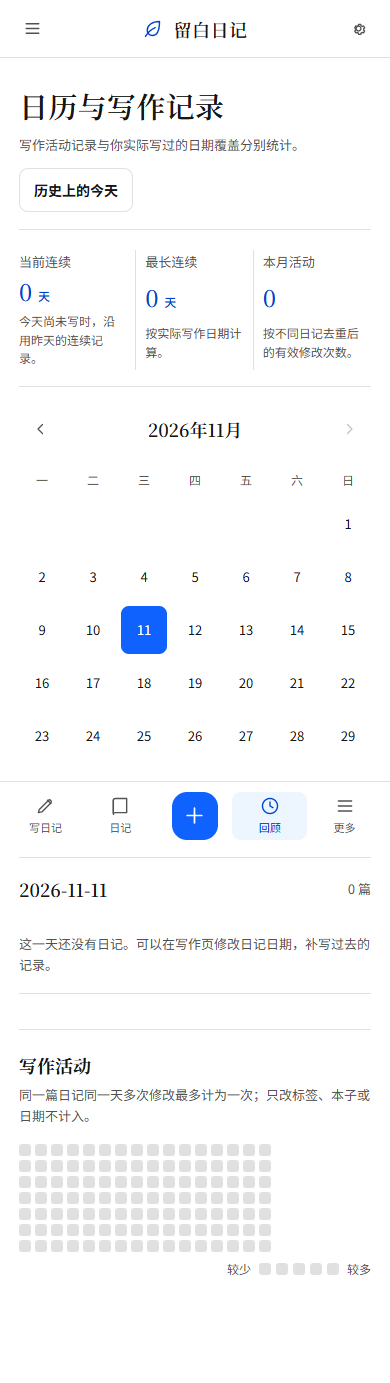 留白日记
日历与写作记录
写作活动记录与你实际写过的日期覆盖分别统计。
历史上的今天
当前连续
0 天
今天尚未写时，沿
用昨天的连续记
录。
最长连续
0 天
按实际写作日期计
算。
本月活动
0
按不同日记去重后
的有效修改次数。
2026年11月
一 二 三 四 五 六 日
1
2 3 4 5 6 7 8
9 10 11 12 13 14 15
16 17 18 19 20 21 22
23 24 25 26 27 28 29
写日记 日记 回顾 更多
2026-11-11 0 篇
这一天还没有日记。可以在写作页修改日记日期，补写过去的
记录。
写作活动
同一篇日记同一天多次修改最多计为一次；只改标签、本子或
日期不计入。
较少 较多